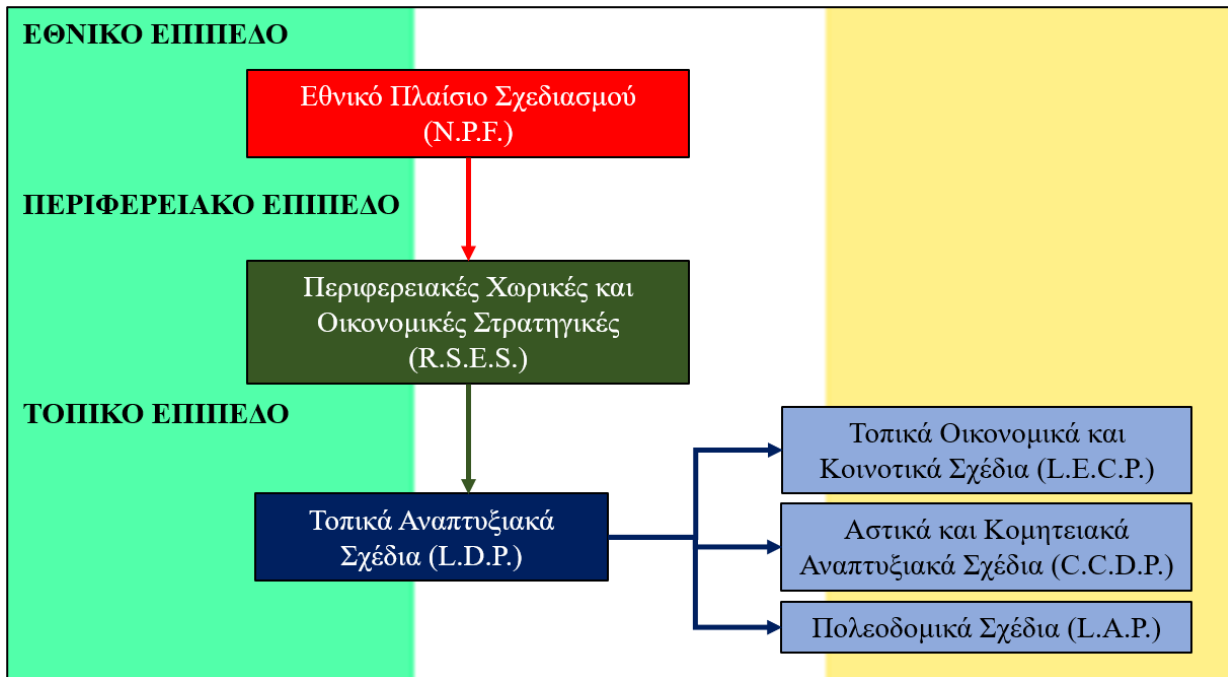 ΕΘΝΙΚΟ ΕΠΙΠΕΔΟ
Εθνικό Πλαίσιο Σχεδιασμού
(N.P.F.)
ΠΕΡΙΦΕΡΕΙΑΚΟ ΕΠΙΠΕΔΟ
Περιφερειακές Χωρικές και
Οικονομικές Στρατηγικές
(R.S.E.S.)
ΤΟΠΙΚΟ ΕΠΙΠΕΔΟ
Τοπικά Αναπτυξιακά
Σχέδια (L.D.P.)
Τοπικά Οικονομικά και
Κοινοτικά Σχέδια (L.E.C.P.)
Αστικά και Κομητειακά
Αναπτυξιακά Σχέδια (C.C.D.P.)
Πολεοδομικά Σχέδια (L.A.P.)